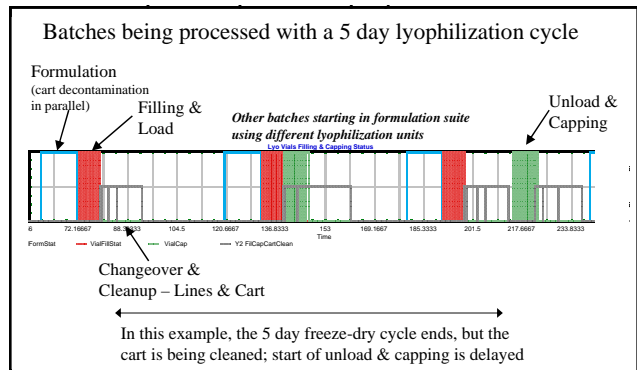 Batches being processed with a 5 day lyophilization cycle
Formulation
(cart decontamination
in parallel)
Filling &
Load
Other batches starting in formulation suite
using different lyophilization units
Unload &
Capping
Lyo Vials Filling & Capping Status
6 72.16667 88.33333 104.5 120.6667 136.8333 153 169.1667 185.3333 201.5 217.6667 233.8333
Time
FormStat VialFillStat VialCap Y2 FilCapCartClean
Changeover &
Cleanup – Lines & Cart
In this example, the 5 day freeze-dry cycle ends, but the
cart is being cleaned; start of unload & capping is delayed